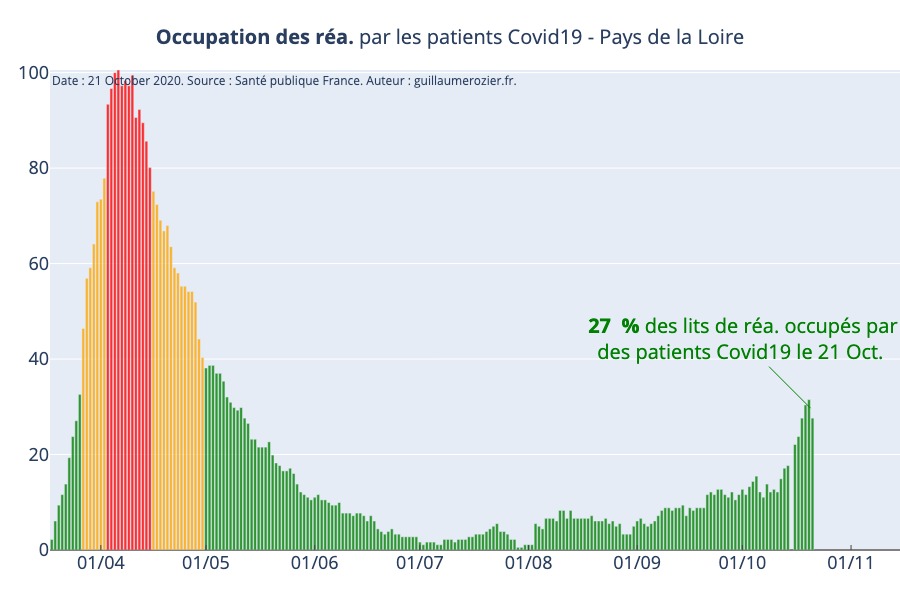 Occupation des réa. par les patients Covid19 - Pays de la Loire
100
Date : 21 October 2020. Source : Santé publique France. Auteur : guillaumerozier.fr.
80
60
27 % des lits de réa. occupés par
des patients Covid19 le 21 Oct.
40
20
0
01/04 01/05 01/06 01/07 01/08 01/09 01/10 01/11